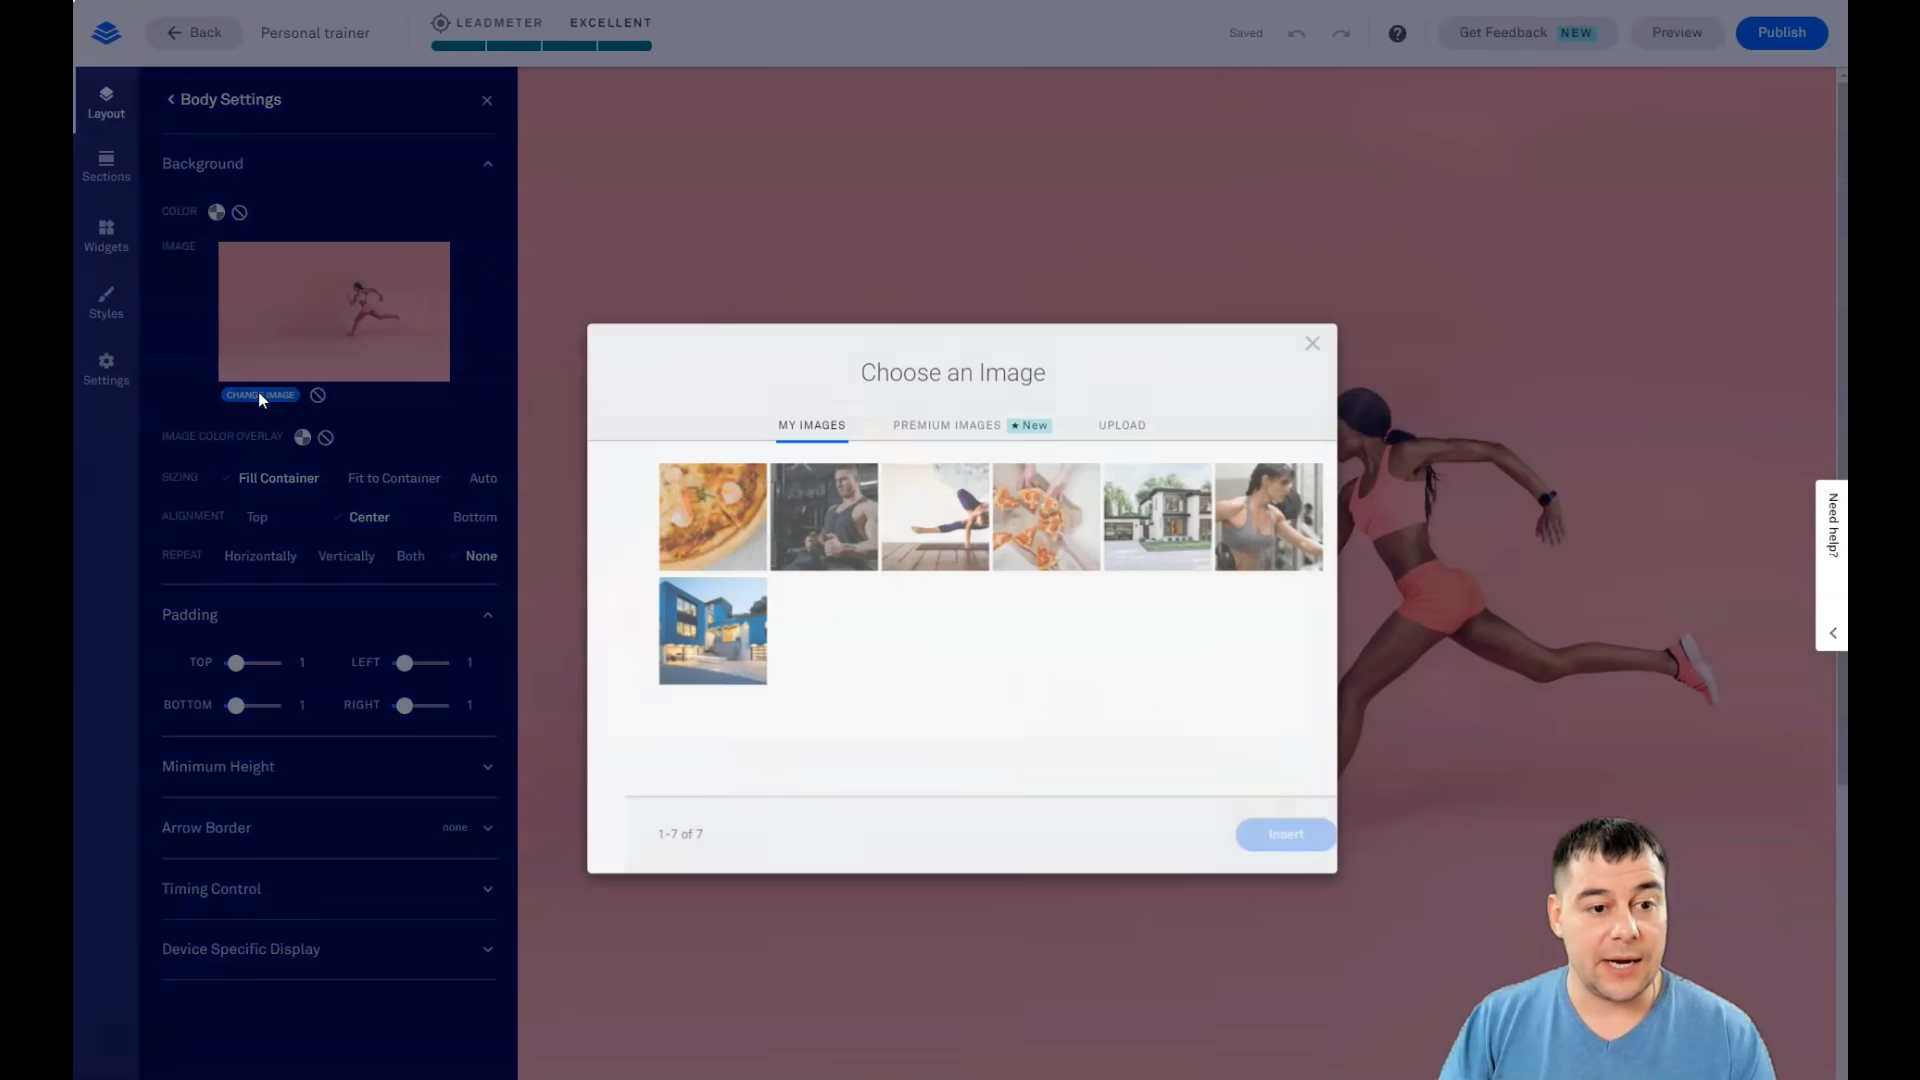 Back
Personal trainer
LEADMETER EXCELLENT
Saved
Get Feedback NEW
Preview
Publish
Layout
Sections
Widgets
Styles
Settings
Body Settings
Background
COLOR
IMAGE
CHANGE IMAGE
IMAGE COLOR OVERLAY
SIZING Fill Container Fit to Container Auto
ALIGNMENT Top Center Bottom
REPEAT Horizontally Vertically Both None
Padding
TOP 1 LEFT 1
BOTTOM 1 RIGHT 1
Minimum Height
Arrow Border none
Timing Control
Device Specific Display
Choose an Image
MY IMAGES PREMIUM IMAGES ★ New UPLOAD
1-7 of 7
Insert
Need help?